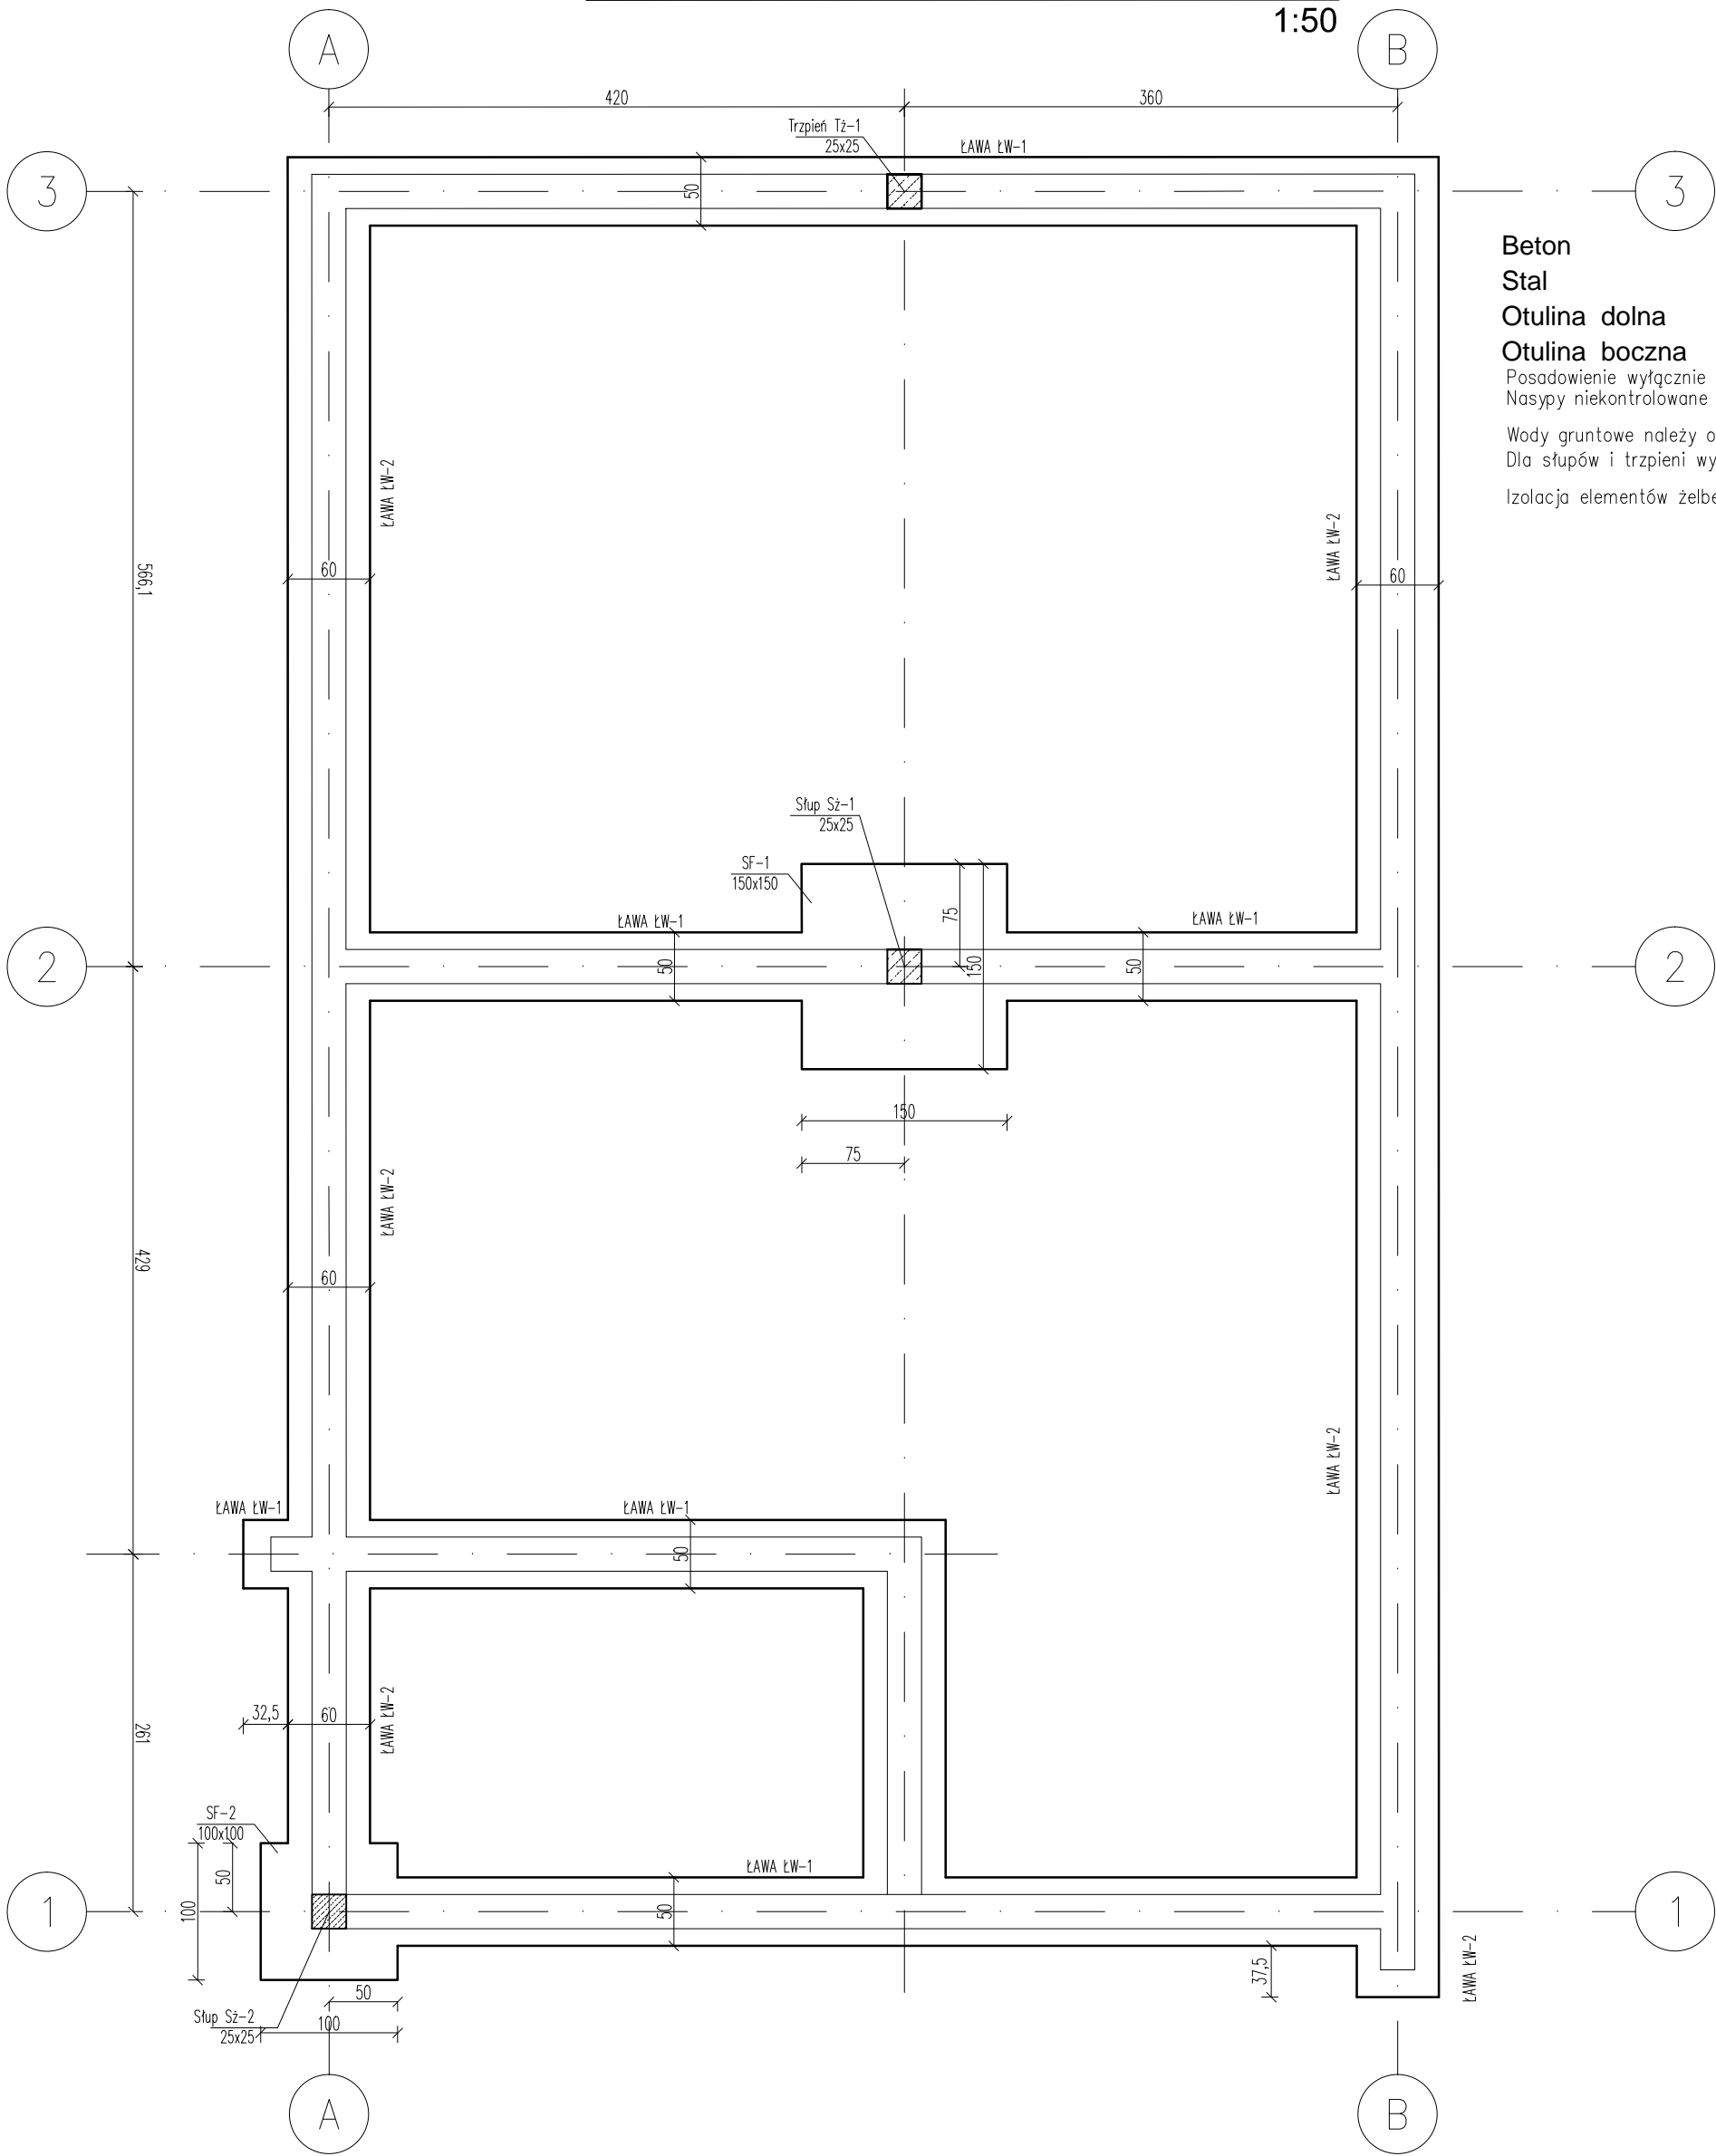 1:50
A
B
420
360
Trzpień Tż-1
25x25
ŁAWA ŁW-1
3
3
50
Beton
Stal
Otulina dolna
Otulina boczna
Posadowienie wyłącznie
Nasypy niekontrolowane
Wody gruntowe należy o
Dla słupów i trzpieni wy
Izolacja elementów żelbe
ŁAWA ŁW-2
ŁAWA ŁW-2
566,1
60
60
Słup Sż-1
25x25
SF-1
150x150
75
ŁAWA ŁW-1
ŁAWA ŁW-1
2
50
150
50
2
150
75
ŁAWA ŁW-2
429
60
ŁAWA ŁW-2
ŁAWA ŁW-1
ŁAWA ŁW-1
50
32,5
60
ŁAWA ŁW-2
261
SF-2
100x100
50
100
ŁAWA ŁW-1
1
50
1
37,5
ŁAWA ŁW-2
50
Słup Sż-2
25x25
100
A
B